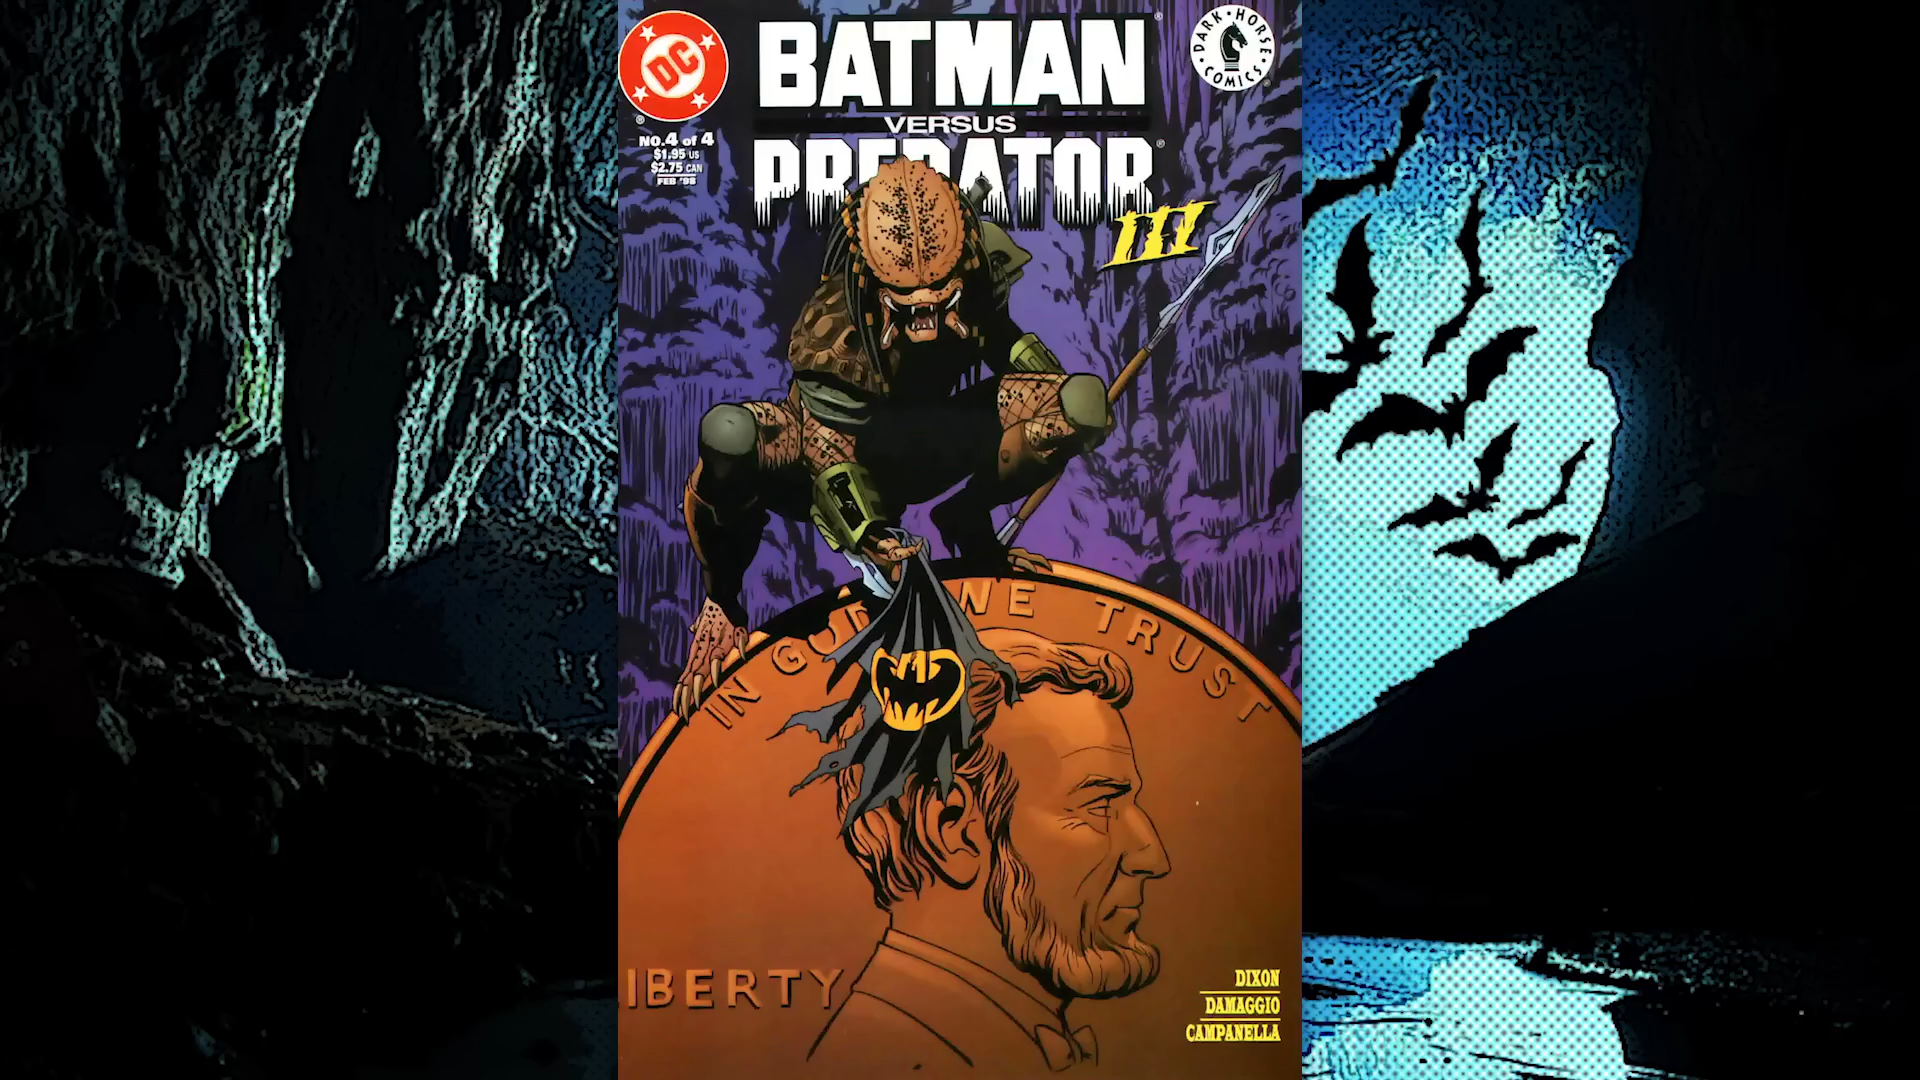 DC
BATMAN
VERSUS
PREDATOR
III
DARK • HORSE
COMICS
NO. 4 of 4
$1.95 US
$2.75 CAN
FEB '98
IN GOD WE TRUST
IBERTY
DIXON
DAMAGGIO
CAMPANELLA